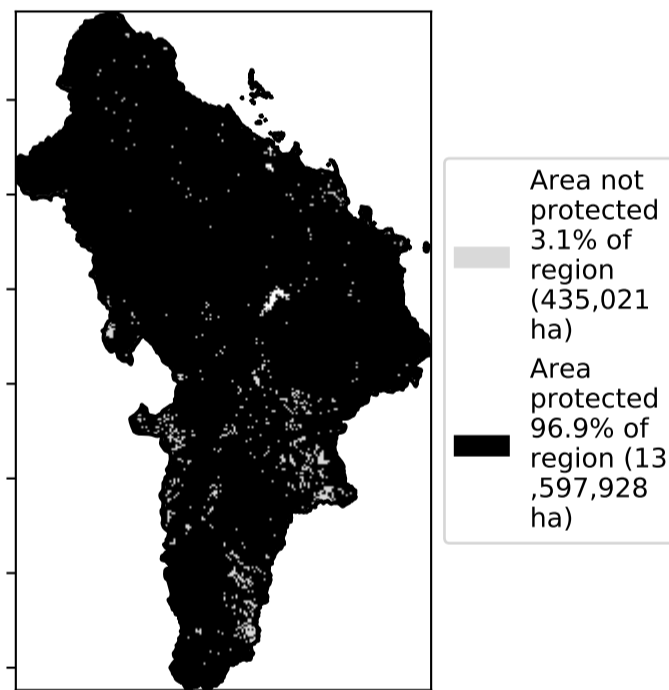 Area not
protected
3.1% of
region
(435,021
ha)
Area
protected
96.9% of
region (13
,597,928
ha)